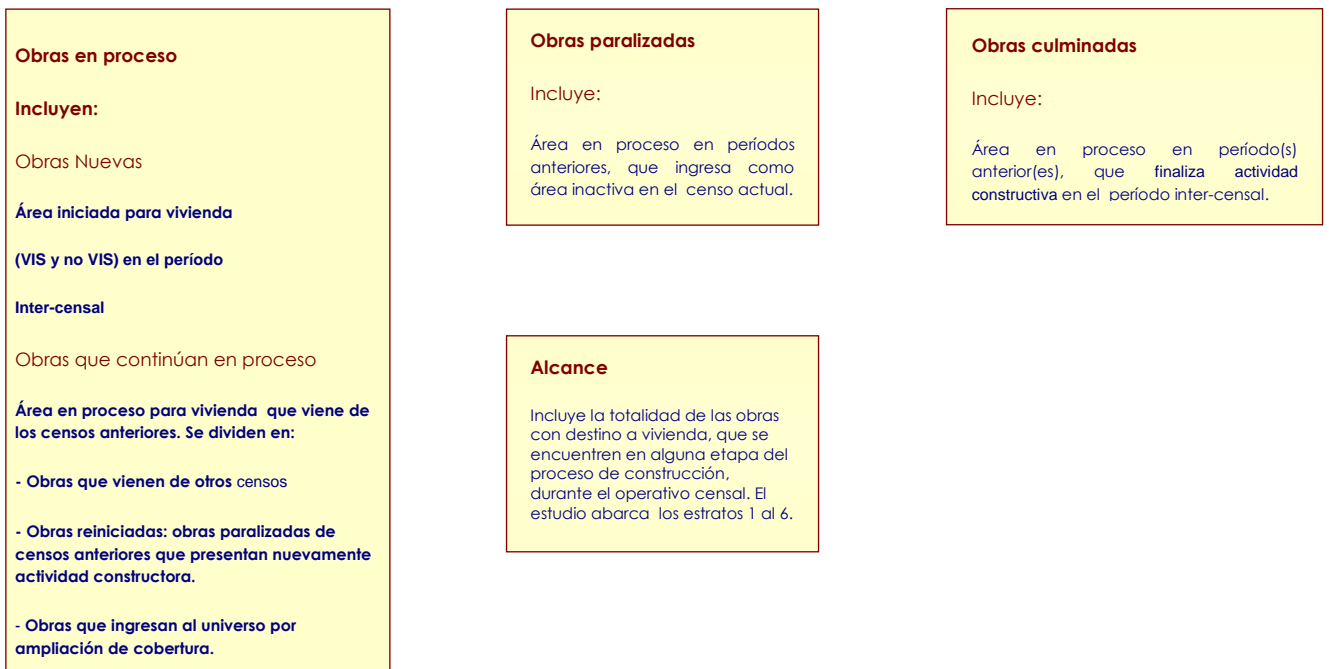 Obras en proceso
Incluyen:
Obras Nuevas
Área iniciada para vivienda
(VIS y no VIS) en el período
Inter-censal
Obras que continúan en proceso
Área en proceso para vivienda que viene de
los censos anteriores. Se dividen en:
- Obras que vienen de otros censos
- Obras reiniciadas: obras paralizadas de
censos anteriores que presentan nuevamente
actividad constructora.
- Obras que ingresan al universo por
ampliación de cobertura.
Obras paralizadas
Incluye:
Área en proceso en períodos
anteriores, que ingresa como
área inactiva en el censo actual.
Obras culminadas
Incluye:
Área en proceso en período(s)
anterior(es), que finaliza actividad
constructiva en el período inter-censal.
Alcance
Incluye la totalidad de las obras
con destino a vivienda, que se
encuentren en alguna etapa del
proceso de construcción,
durante el operativo censal. El
estudio abarca los estratos 1 al 6.